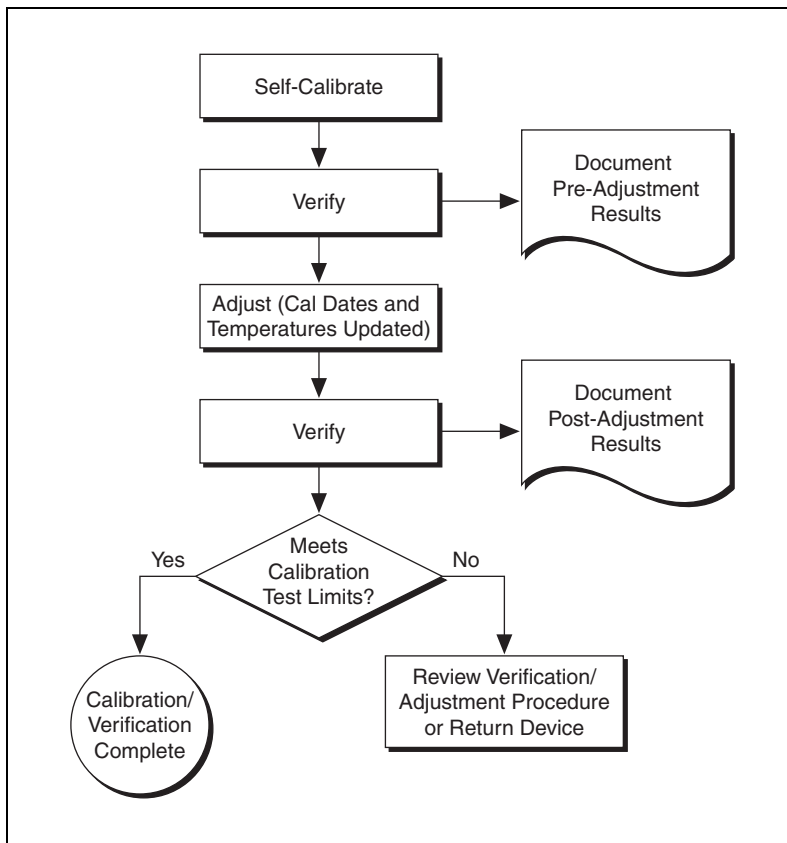 Self-Calibrate
Verify
Document
Pre-Adjustment
Results
Adjust (Cal Dates and
Temperatures Updated)
Verify
Document
Post-Adjustment
Results
Meets
Calibration
Test Limits?
Yes
No
Calibration/
Verification
Complete
Review Verification/
Adjustment Procedure
or Return Device